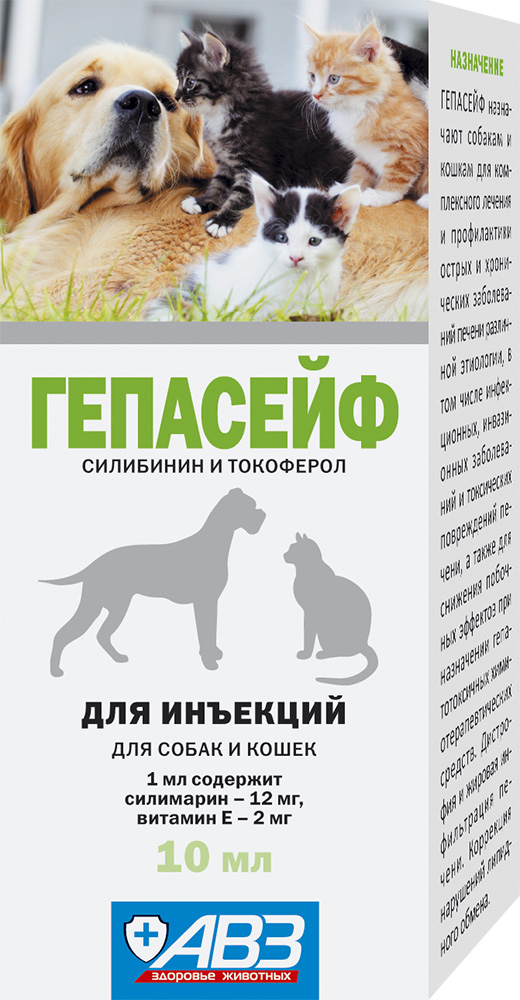 ГЕПАСЕЙФ
СИЛИБИНИН И ТОКОФЕРОЛ
ДЛЯ ИНЪЕКЦИЙ
ДЛЯ СОБАК И КОШЕК
1 мл содержит
силимарин – 12 мг,
витамин Е – 2 мг
10 мл
АВЗ
здоровье животных
НАЗНАЧЕНИЕ
ГЕПАСЕЙФ назна-
чают собакам и
кошкам для ком-
плексного лечения
и профилактики
острых и хрони-
ческих заболева-
ний печени различ-
ной этиологии, в
том числе инфек-
ционных, инвази-
онных заболева-
ний и токсических
повреждений пе-
чени, а также для
снижения побоч-
ных эффектов при
назначении гепа-
тотоксичных хими-
отерапевтических
средств. Дистро-
фия и жировая ин-
фильтрация пе-
чени. Коррекция
нарушений липид-
ного обмена.